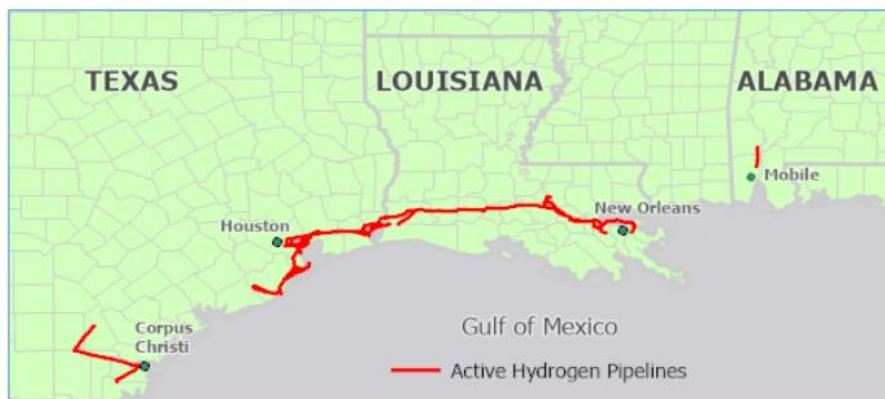 TEXAS
LOUISIANA
ALABAMA
Mobile
New Orleans
Houston
Corpus
Christi
Gulf of Mexico
Active Hydrogen Pipelines